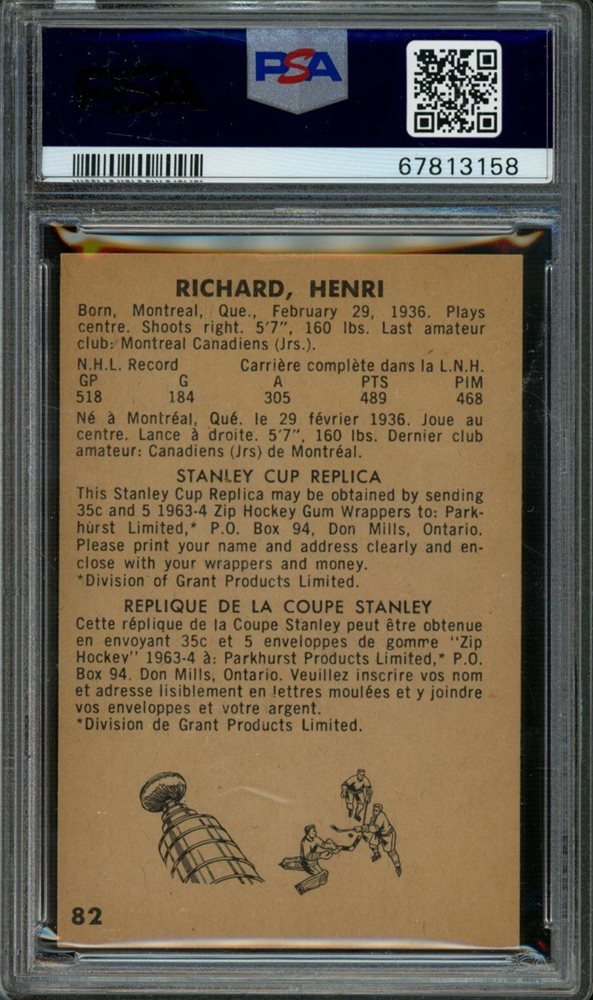 PSA
PSA
67813158
RICHARD, HENRI
Born, Montreal, Que., February 29, 1936. Plays
centre. Shoots right. 5'7", 160 lbs. Last amateur
club: Montreal Canadiens (Jrs.).
N.H.L. Record Carrière complète dans la L.N.H.
GP G A PTS PIM
518 184 305 489 468
Né à Montréal, Qué. le 29 février 1936. Joue au
centre. Lance à droite. 5'7", 160 lbs. Dernier club
amateur: Canadiens (Jrs) de Montréal.
STANLEY CUP REPLICA
This Stanley Cup Replica may be obtained by sending
35c and 5 1963-4 Zip Hockey Gum Wrappers to: Park-
hurst Limited,* P.O. Box 94, Don Mills, Ontario.
Please print your name and address clearly and en-
close with your wrappers and money.
*Division of Grant Products Limited.
REPLIQUE DE LA COUPE STANLEY
Cette réplique de la Coupe Stanley peut être obtenue
en envoyant 35c et 5 enveloppes de gomme "Zip
Hockey" 1963-4 à: Parkhurst Products Limited,* P.O.
Box 94. Don Mills, Ontario. Veuillez inscrire vos nom
et adresse lisiblement en lettres moulées et y joindre
vos enveloppes et votre argent.
*Division de Grant Products Limited.
82